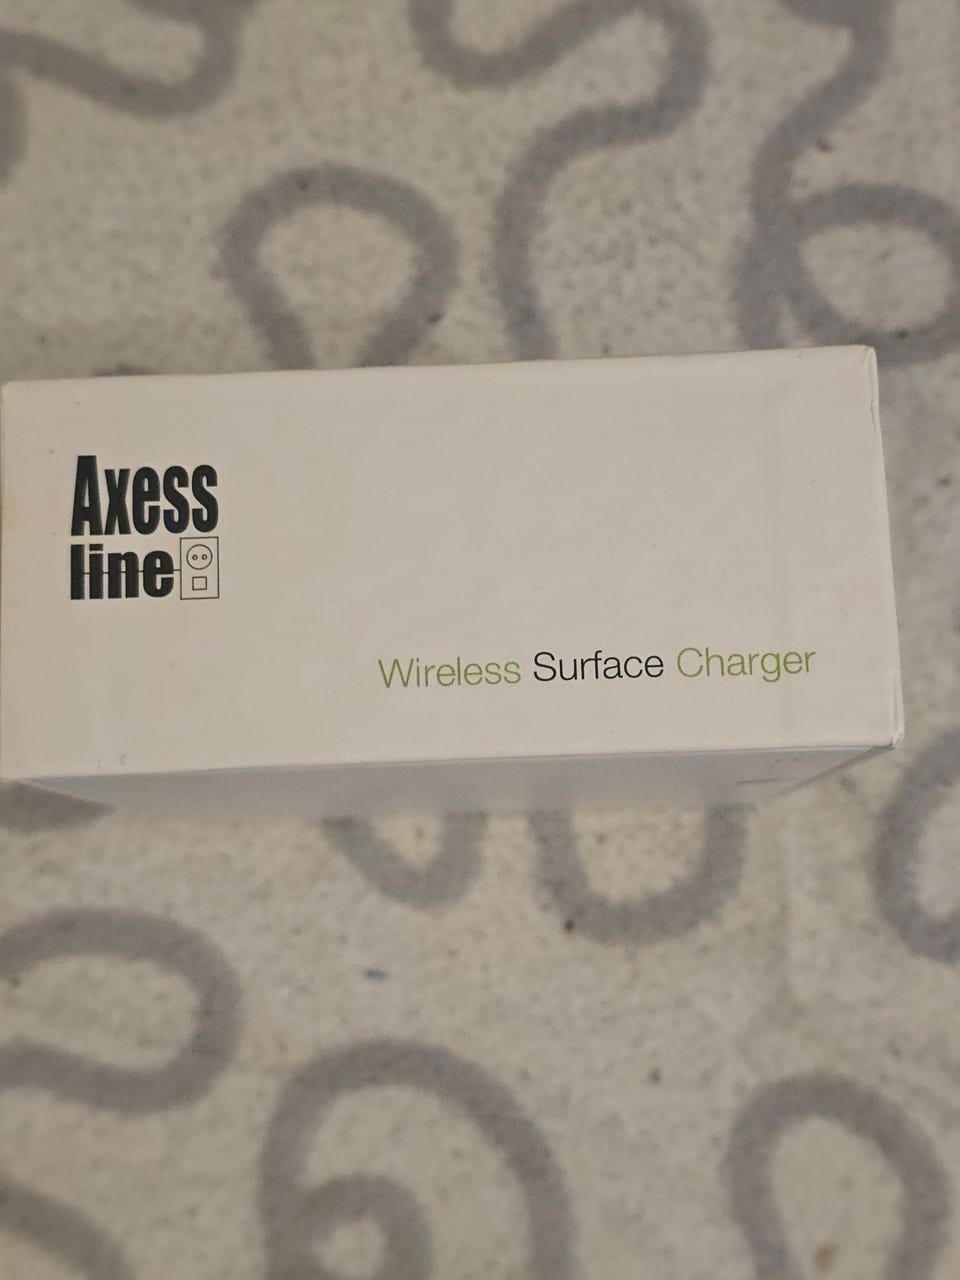 Axess
line
Wireless Surface Charger